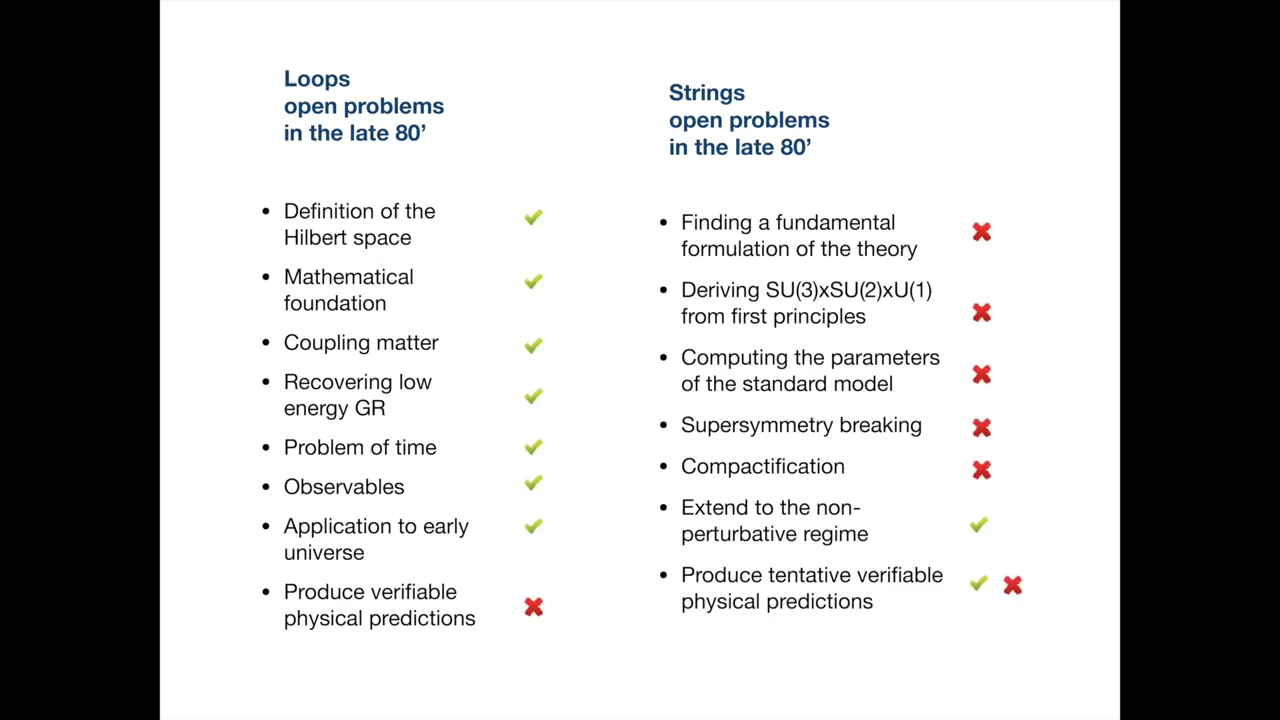 Loops
open problems
in the late 80’
• Definition of the
Hilbert space
• Mathematical
foundation
• Coupling matter
• Recovering low
energy GR
• Problem of time
• Observables
• Application to early
universe
• Produce verifiable
physical predictions
Strings
open problems
in the late 80’
• Finding a fundamental
formulation of the theory
• Deriving SU(3)xSU(2)xU(1)
from first principles
• Computing the parameters
of the standard model
• Supersymmetry breaking
• Compactification
• Extend to the non-
perturbative regime
• Produce tentative verifiable
physical predictions